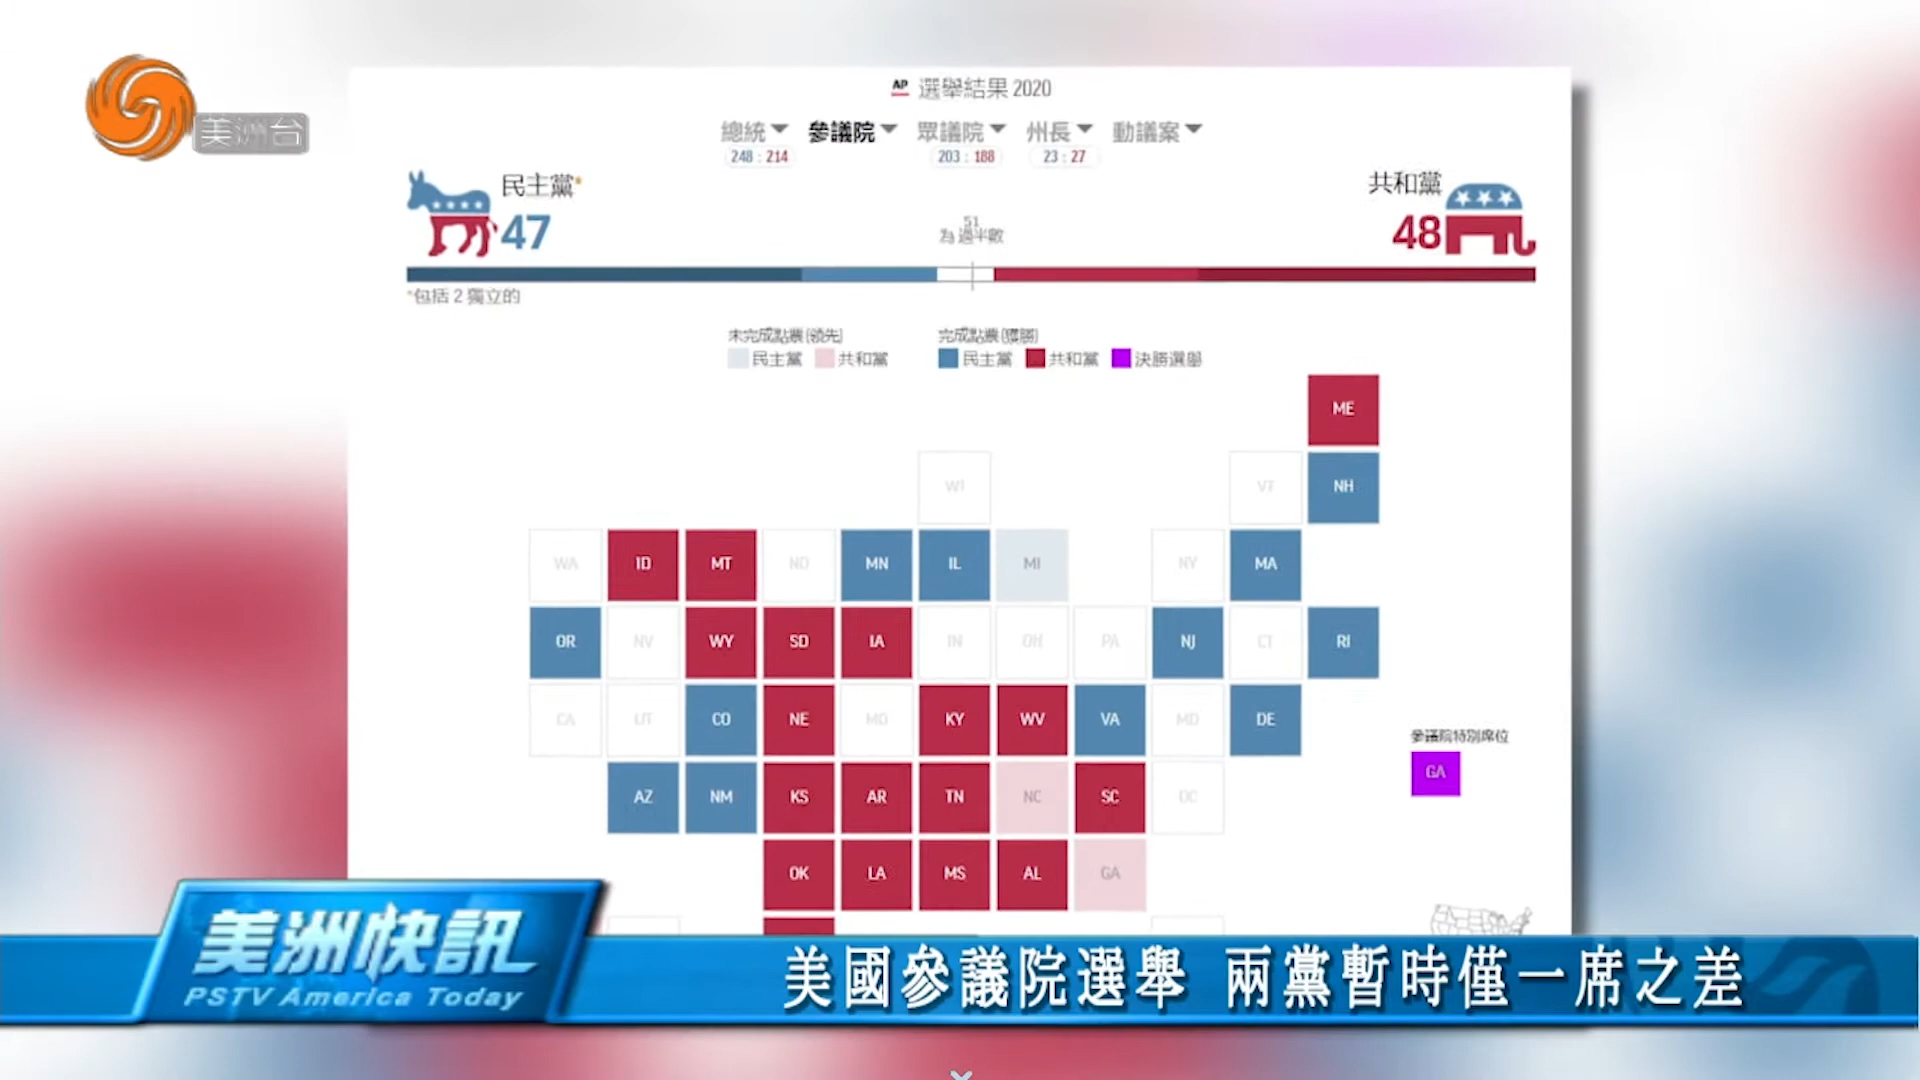 美洲台
AP 選舉結果 2020
總統 參議院 眾議院 州長 動議案
248 : 214 203 : 188 23 : 27
民主黨*
47
共和黨
48
51
為過半數
*包括 2 獨立的
未完成點票(領先) 完成點票(獲勝)
民主黨 共和黨 民主黨 共和黨 決勝選舉
ME
WI VT NH
WA ID MT ND MN IL MI NY MA
OR NV WY SD IA IN OH PA NJ CT RI
CA UT CO NE MO KY WV VA MD DE
參議院特別席位
GA
AZ NM KS AR TN NC SC DC
OK LA MS AL GA
美洲快訊
PSTV America Today
美國參議院選舉 兩黨暫時僅一席之差